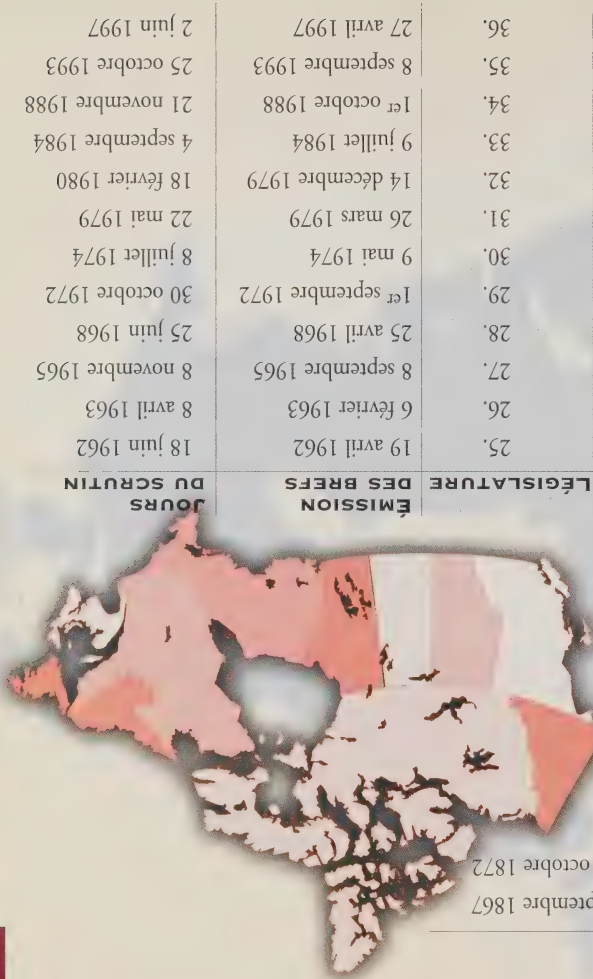 septembre 1867
octobre 1872
LÉGISLATURE ÉMISSION DES BREFS JOURS DU SCRUTIN
25. 19 avril 1962 18 juin 1962
26. 6 février 1963 8 avril 1963
27. 8 septembre 1965 8 novembre 1965
28. 25 avril 1968 25 juin 1968
29. 1er septembre 1972 30 octobre 1972
30. 9 mai 1974 8 juillet 1974
31. 26 mars 1979 22 mai 1979
32. 14 décembre 1979 18 février 1980
33. 9 juillet 1984 4 septembre 1984
34. 1er octobre 1988 21 novembre 1988
35. 8 septembre 1993 25 octobre 1993
36. 27 avril 1997 2 juin 1997